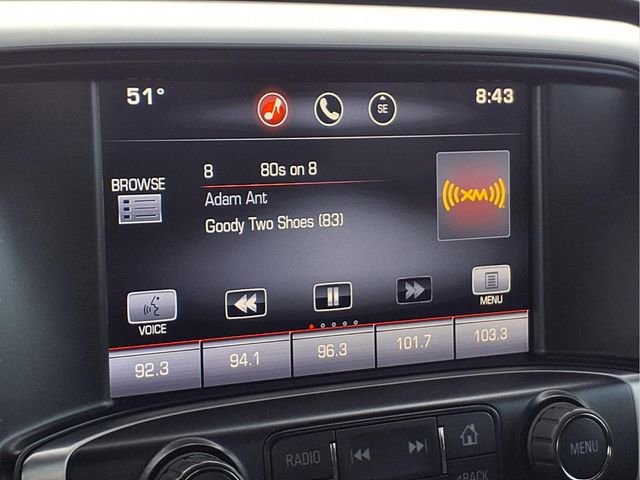 51° SE 8:43
BROWSE 8 80s on 8
Adam Ant
Goody Two Shoes (83)
((((XM))))
VOICE MENU
92.3 94.1 96.3 101.7 103.3
RADIO MENU
TRACK